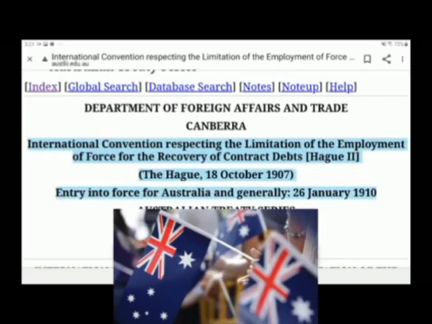 International Convention respecting the Limitation of the Employment of Force ...
austlii.edu.au
[Index] [Global Search] [Database Search] [Notes] [Noteup] [Help]
DEPARTMENT OF FOREIGN AFFAIRS AND TRADE
CANBERRA
International Convention respecting the Limitation of the Employment
of Force for the Recovery of Contract Debts [Hague II]
(The Hague, 18 October 1907)
Entry into force for Australia and generally: 26 January 1910
AUSTRALIAN TREATY SERIES